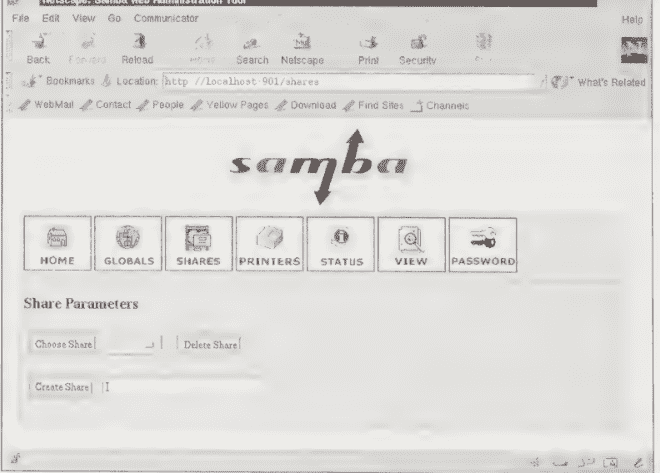 Netscape: Samba Web Administration Tool
File Edit View Go Communicator Help
Back Forward Reload Home Search Netscape Print Security
Bookmarks Location: http://localhost:901/shares What's Related
WebMail Contact People Yellow Pages Download Find Sites Channels
samba
HOME GLOBALS SHARES PRINTERS STATUS VIEW PASSWORD
Share Parameters
Choose Share Delete Share
Create Share